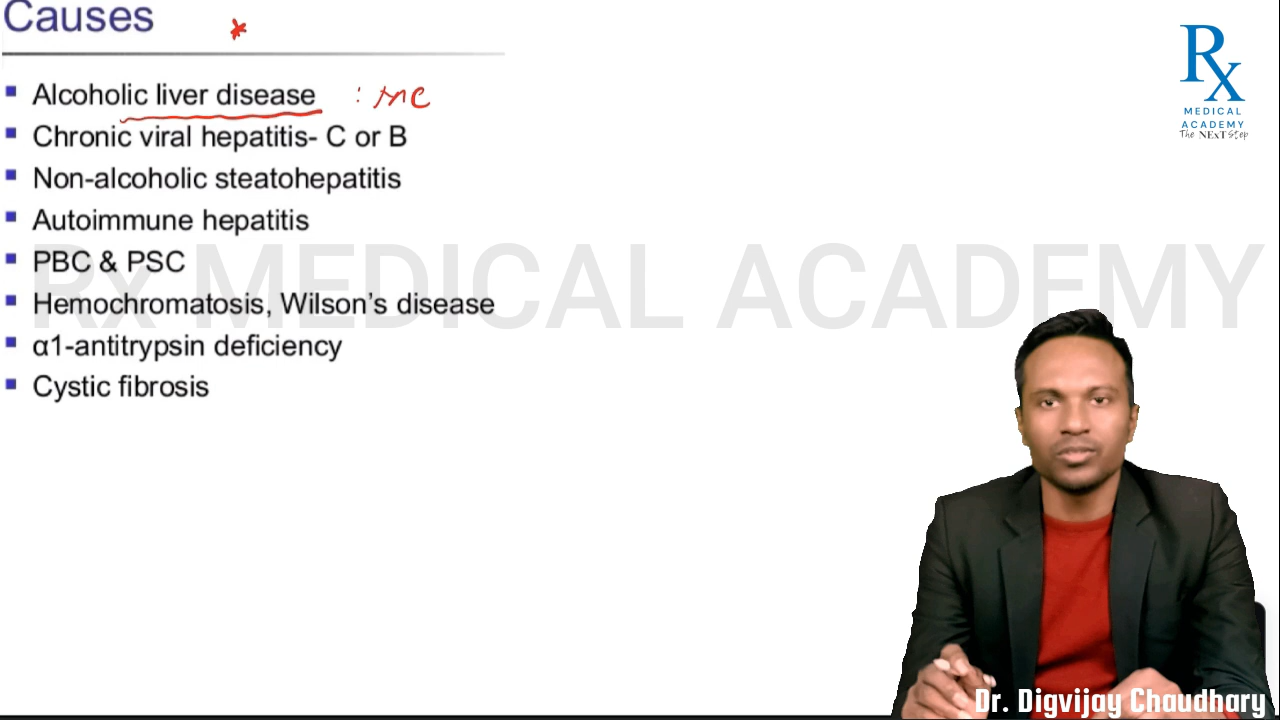 Causes *
Alcoholic liver disease : MC
Chronic viral hepatitis- C or B
Non-alcoholic steatohepatitis
Autoimmune hepatitis
PBC & PSC
Hemochromatosis, Wilson's disease
α1-antitrypsin deficiency
Cystic fibrosis
Rx
MEDICAL
ACADEMY
The NExT Step
Rx MEDICAL ACADEMY
Dr. Digvijay Chaudhary